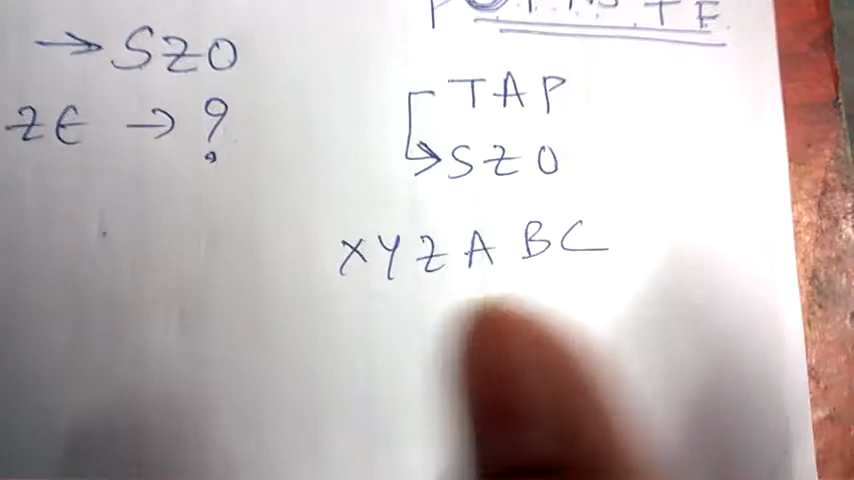 → SZO
ZE → ?
TAP
→ SZO
XYZABC